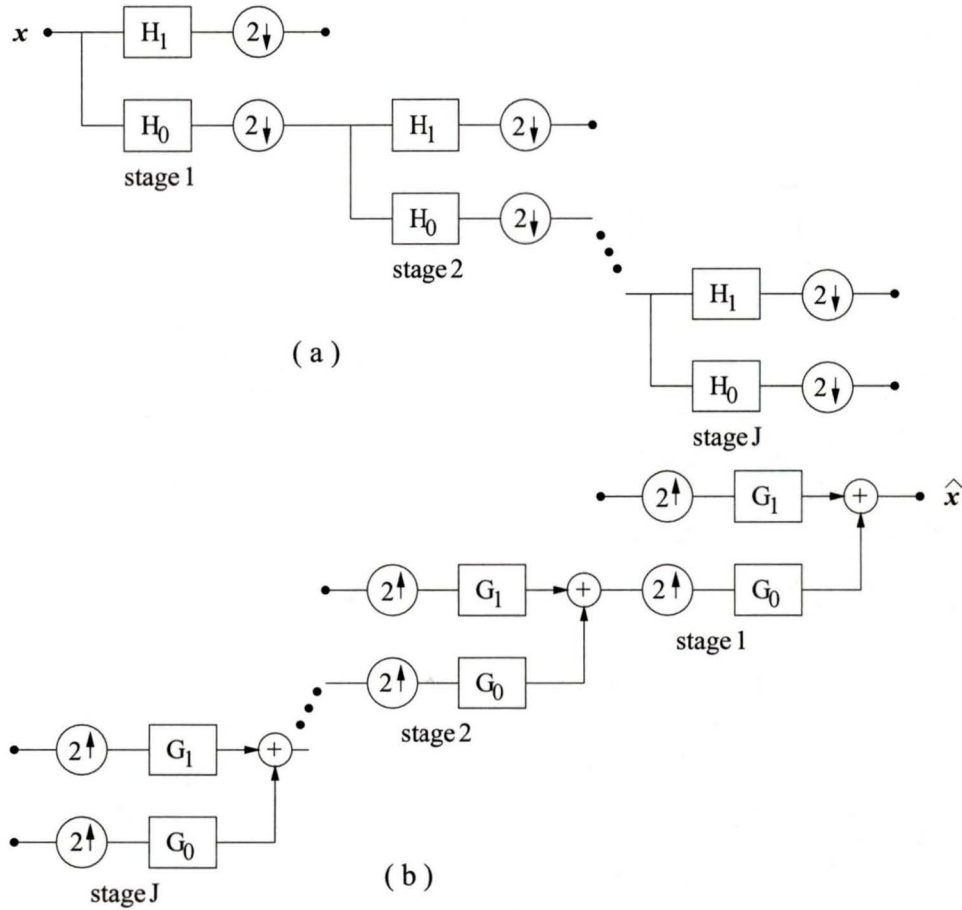 x H₁ 2↓
H₀ 2↓ H₁ 2↓
stage 1
H₀ 2↓
stage 2
H₁ 2↓
( a )
H₀ 2↓
stage J
2↑ G₁ + x̂
2↑ G₁ + 2↑ G₀
stage 1
2↑ G₀
stage 2
2↑ G₁ +
2↑ G₀
( b )
stage J